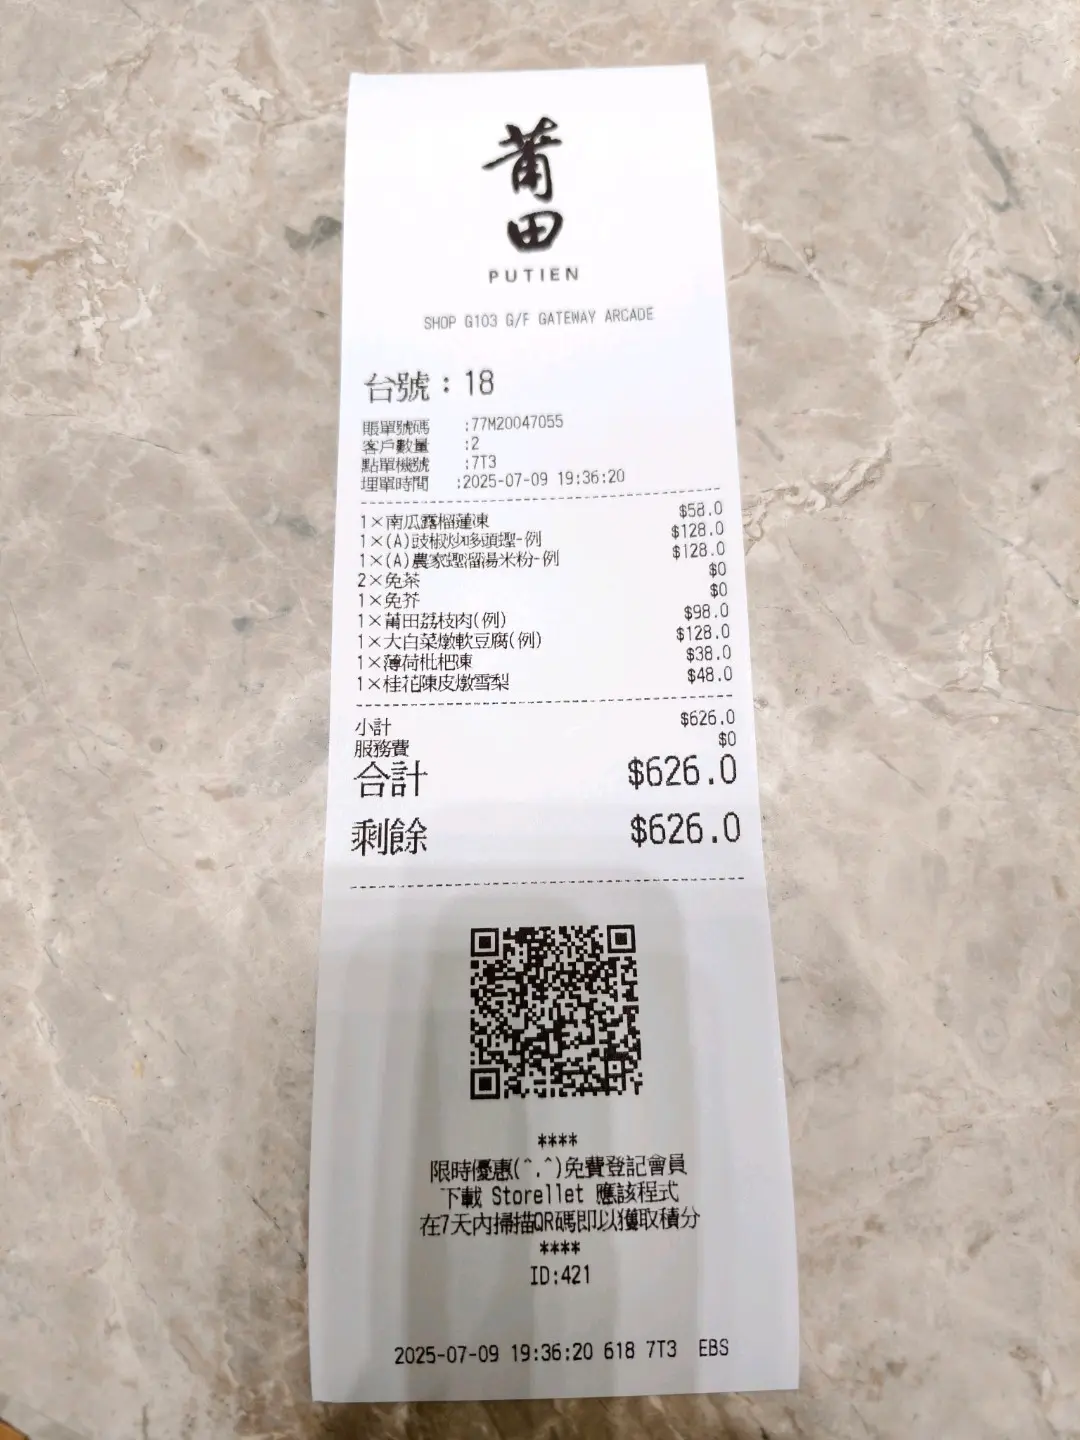 莆田
PUTIEN
SHOP G103 G/F GATEWAY ARCADE
台號：18
賬單號碼 :77M20047055
客戶數量 :2
點單機號 :7T3
埋單時間 :2025-07-09 19:36:20
1×南瓜露榴蓮凍 $58.0
1×(A)豉椒炒哆頭蟶-例 $128.0
1×(A)農家蟶溜湯米粉-例 $128.0
2×免茶 $0
1×免芥 $0
1×莆田荔枝肉(例) $98.0
1×大白菜燉軟豆腐(例) $128.0
1×薄荷枇杷凍 $38.0
1×桂花陳皮燉雪梨 $48.0
小計 $626.0
服務費 $0
合計 $626.0
剩餘 $626.0
****
限時優惠(^.^)免費登記會員
下載 Storellet 應該程式
在7天內掃描QR碼即以獲取積分
****
ID:421
2025-07-09 19:36:20 618 7T3 EBS